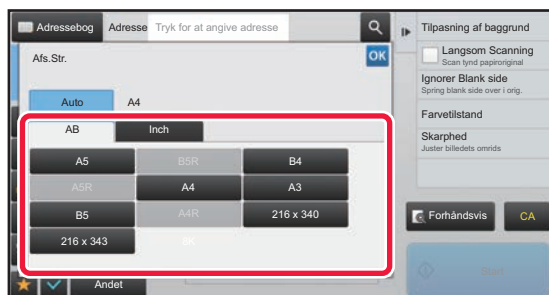 Adressebog Adresse Tryk for at angive adresse
Afs.Str.
OK
Auto A4
AB Inch
A5 B5R B4
A5R A4 A3
B5 A4R 216 x 340
216 x 343 8K
Andet
Tilpasning af baggrund
Langsom Scanning
Scan tynd papiroriginal
Ignorer Blank side
Spring blank side over i orig.
Farvetilstand
Skarphed
Juster billedets omrids
Forhåndsvis CA
Start